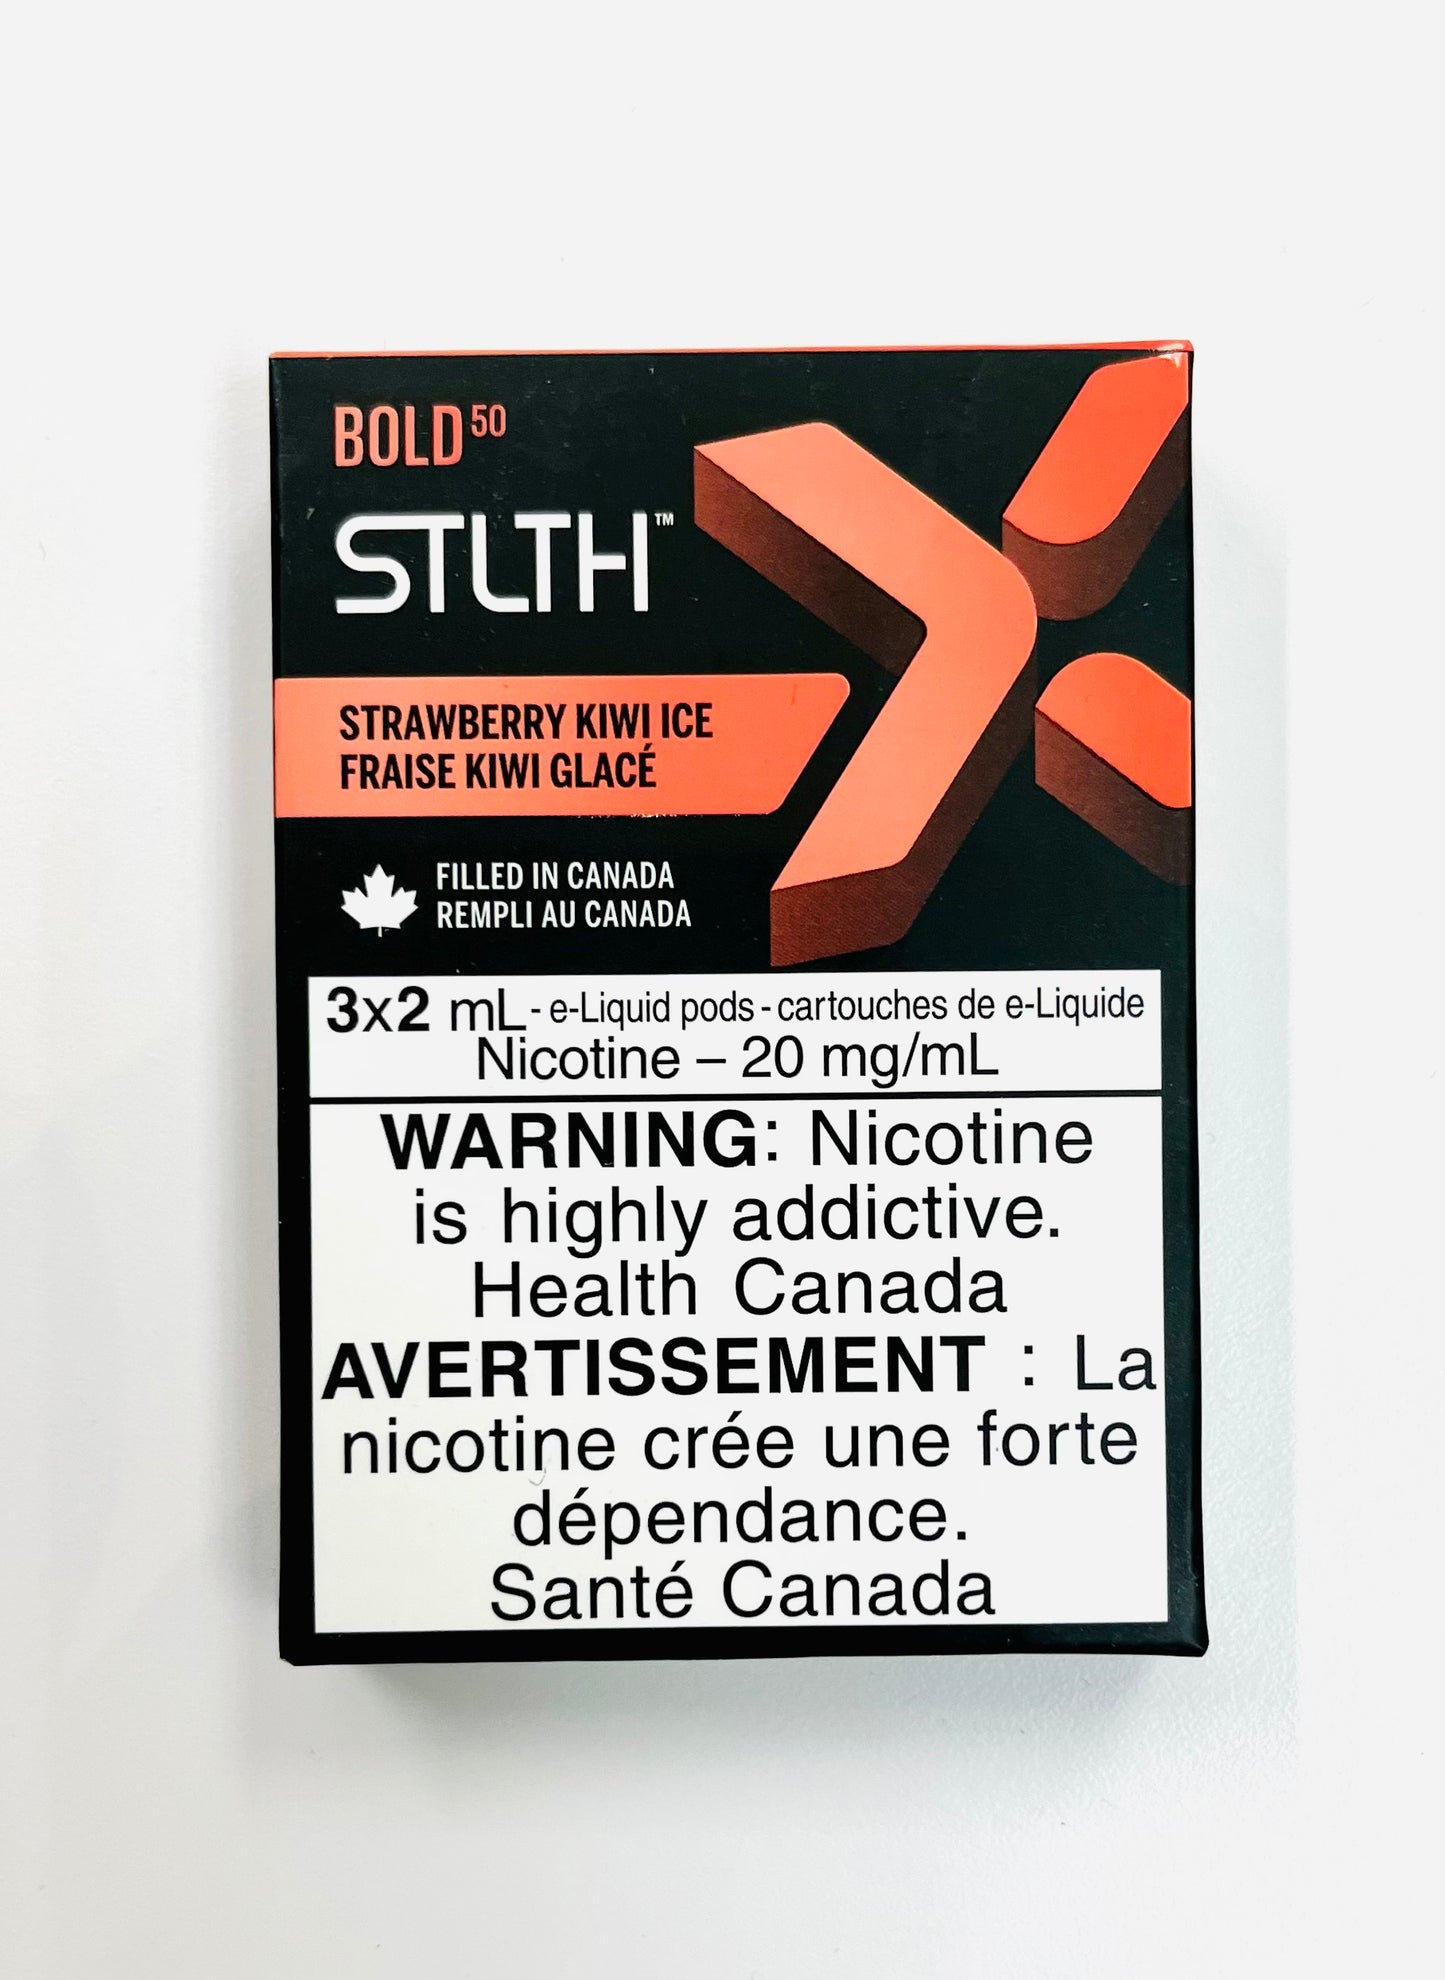 BOLD 50
STLTH™
STRAWBERRY KIWI ICE
FRAISE KIWI GLACÉ
FILLED IN CANADA
REMPLI AU CANADA
3x2 mL - e-Liquid pods - cartouches de e-Liquide
Nicotine – 20 mg/mL
WARNING: Nicotine
is highly addictive.
Health Canada
AVERTISSEMENT : La
nicotine crée une forte
dépendance.
Santé Canada